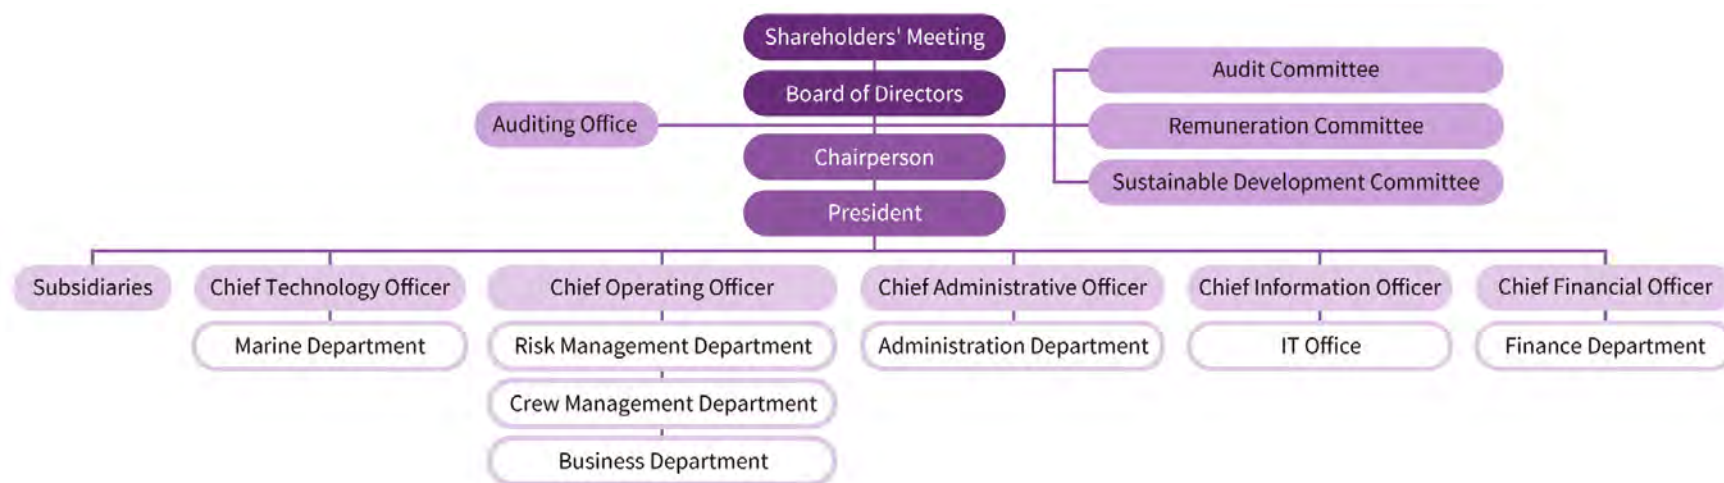 Shareholders' Meeting
Board of Directors
Audit Committee
Auditing Office
Remuneration Committee
Chairperson
Sustainable Development Committee
President
Subsidiaries
Chief Technology Officer
Chief Operating Officer
Chief Administrative Officer
Chief Information Officer
Chief Financial Officer
Marine Department
Risk Management Department
Administration Department
IT Office
Finance Department
Crew Management Department
Business Department